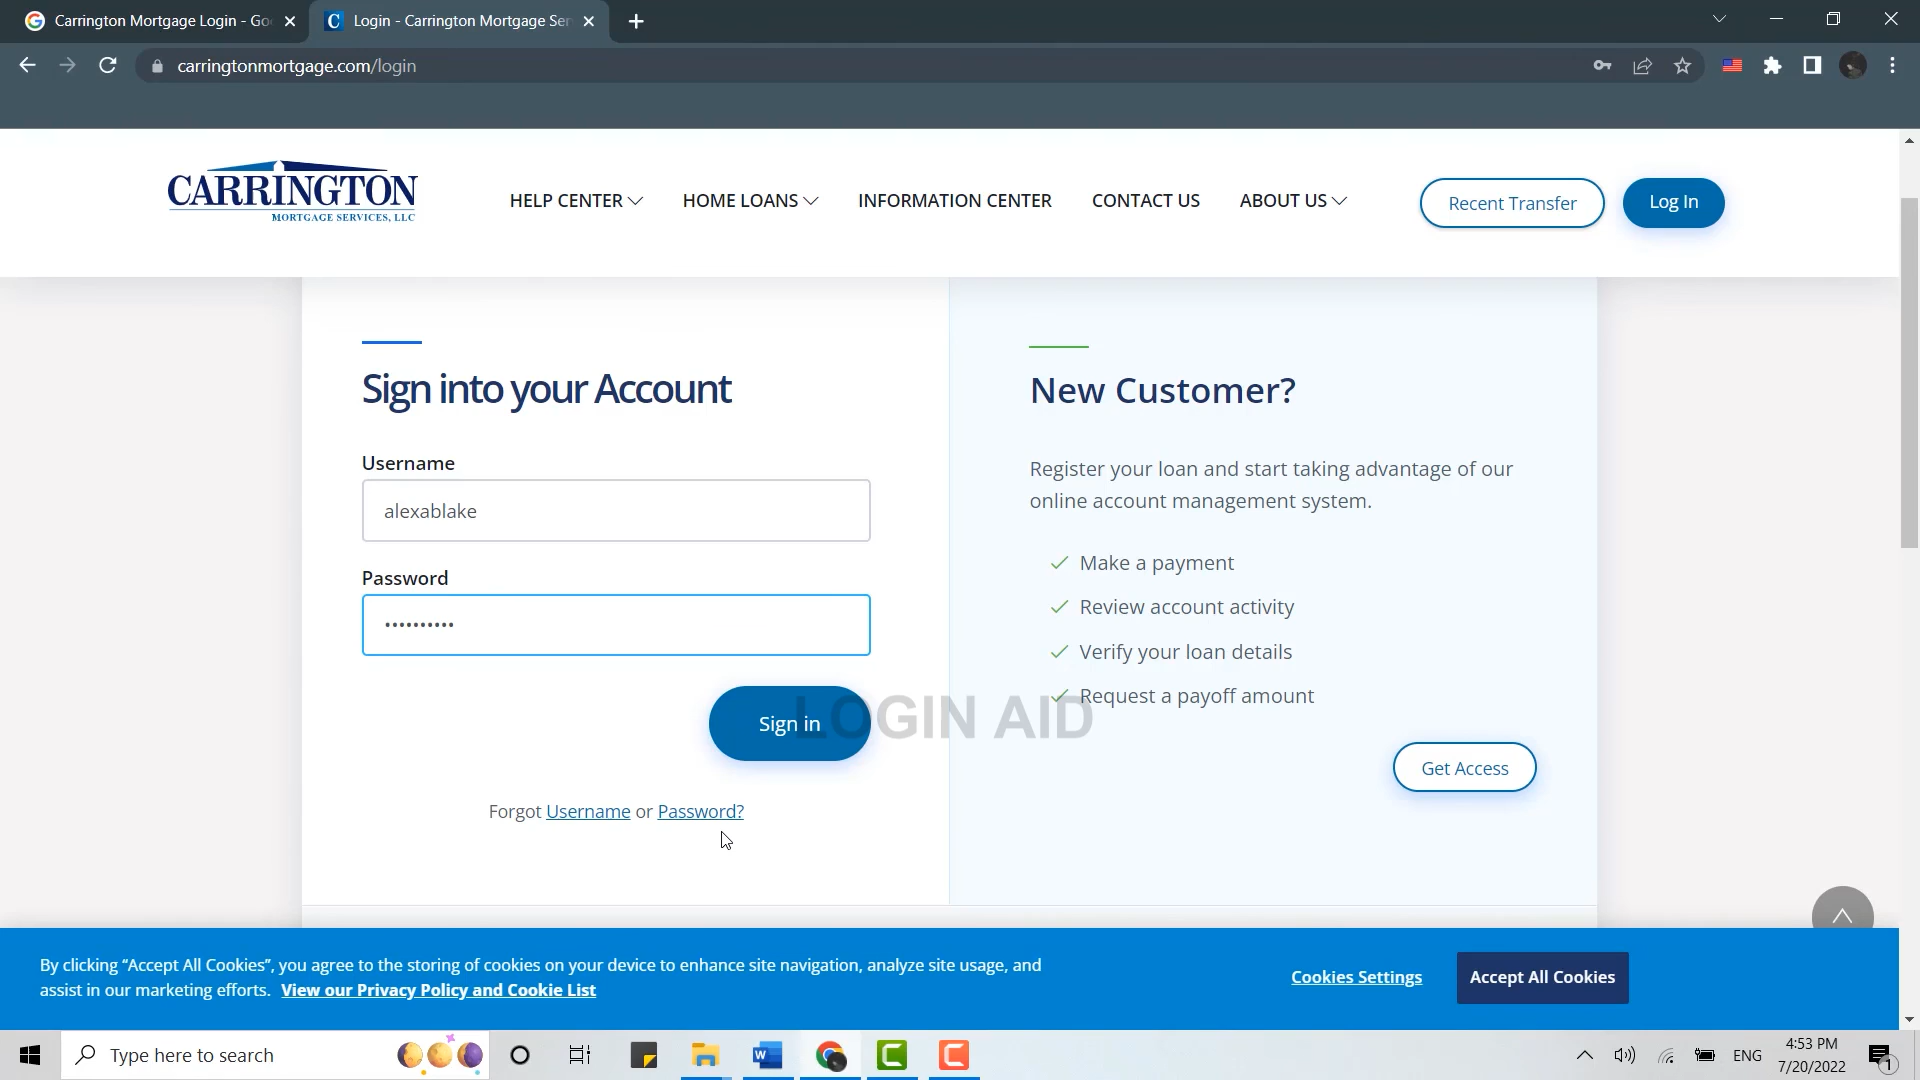 Carrington Mortgage Login - Goo
Login - Carrington Mortgage Ser
carringtonmortgage.com/login
CARRINGTON
MORTGAGE SERVICES, LLC
HELP CENTER
HOME LOANS
INFORMATION CENTER
CONTACT US
ABOUT US
Recent Transfer
Log In
Sign into your Account
Username
alexablake
Password
••••••••••
Sign in
Forgot Username or Password?
New Customer?
Register your loan and start taking advantage of our
online account management system.
Make a payment
Review account activity
Verify your loan details
Request a payoff amount
LOGIN AID
Get Access
By clicking “Accept All Cookies”, you agree to the storing of cookies on your device to enhance site navigation, analyze site usage, and
assist in our marketing efforts. View our Privacy Policy and Cookie List
Cookies Settings
Accept All Cookies
Type here to search
ENG
4:53 PM
7/20/2022
1